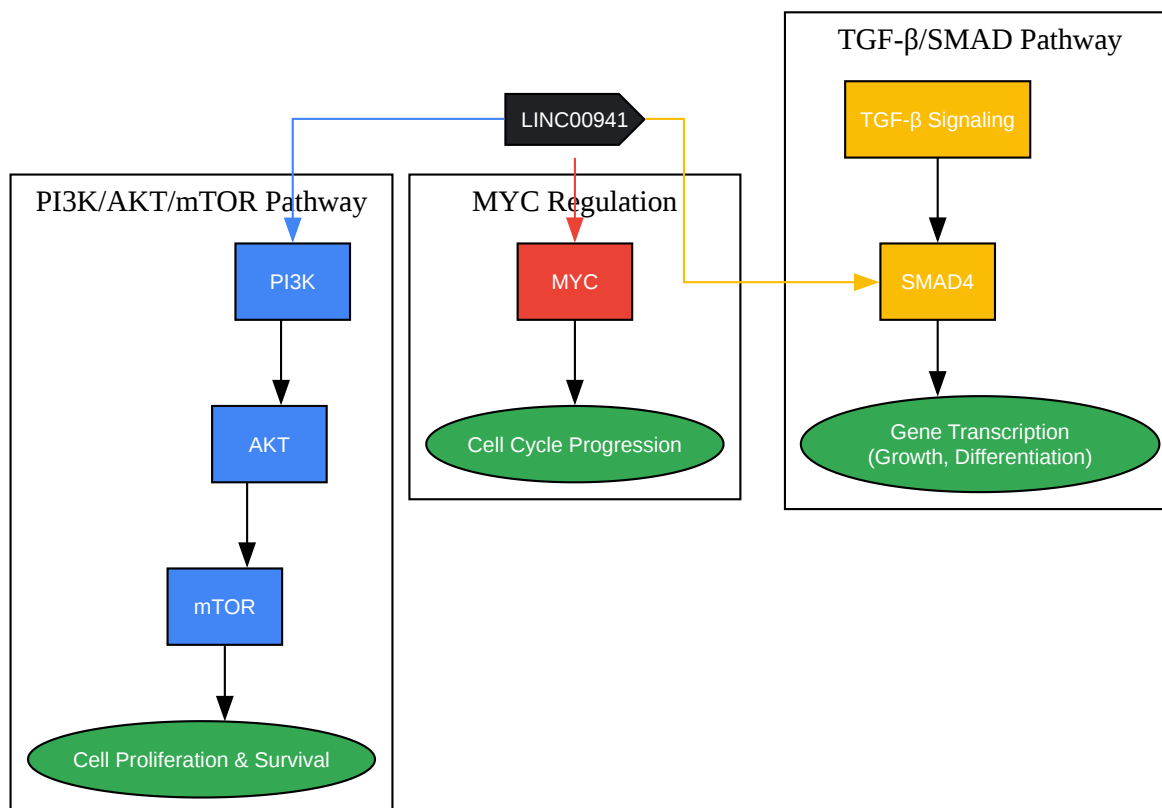 TGF-β/SMAD Pathway
TGF-β Signaling
LINC00941
PI3K/AKT/mTOR Pathway
MYC Regulation
PI3K
MYC
SMAD4
AKT
Cell Cycle Progression
Gene Transcription
(Growth, Differentiation)
mTOR
Cell Proliferation & Survival